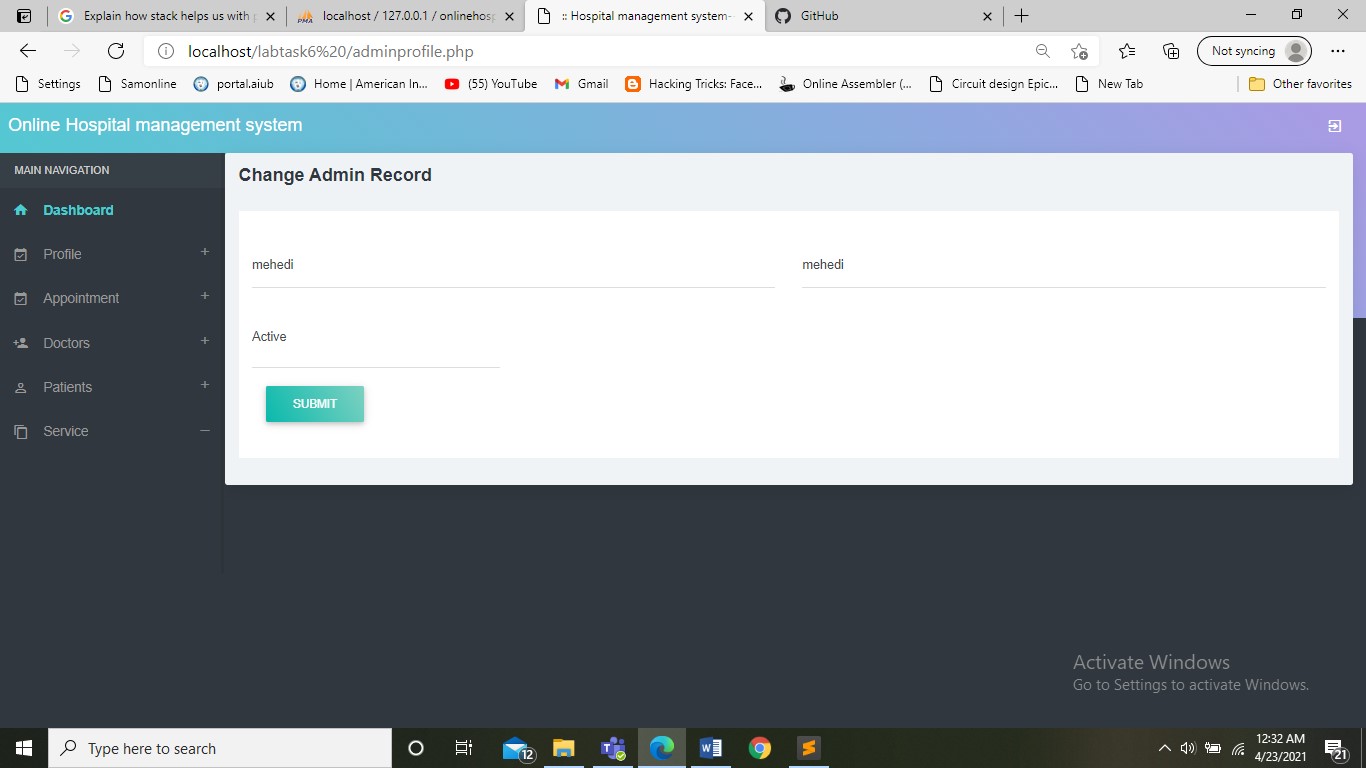 Explain how stack helps us with
localhost / 127.0.0.1 / onlinehosp
:: Hospital management system-
GitHub
localhost/labtask6%20/adminprofile.php
Not syncing
Settings
Samonline
portal.aiub
Home | American In...
(55) YouTube
Gmail
Hacking Tricks: Face...
Online Assembler (...
Circuit design Epic...
New Tab
Other favorites
Online Hospital management system
MAIN NAVIGATION
Change Admin Record
Dashboard
Profile +
mehedi
mehedi
Appointment +
Active
Doctors +
Patients +
SUBMIT
Service —
Activate Windows
Go to Settings to activate Windows.
Type here to search
12
12:32 AM
4/23/2021
21